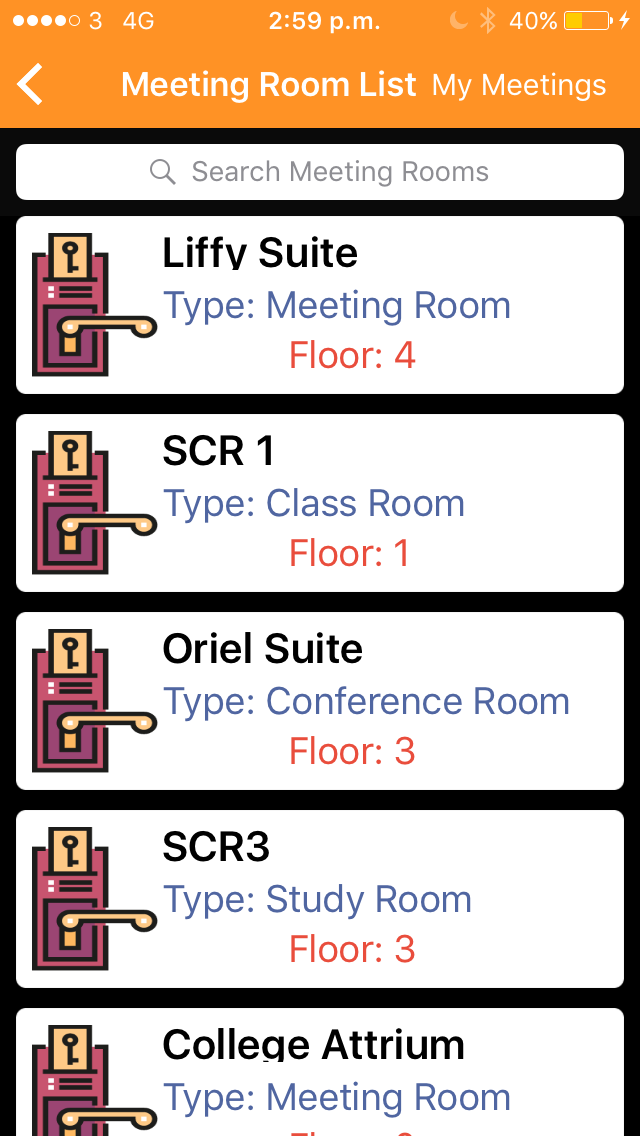 3 4G 2:59 p.m. 40%
Meeting Room List My Meetings
Search Meeting Rooms
Liffy Suite
Type: Meeting Room
Floor: 4
SCR 1
Type: Class Room
Floor: 1
Oriel Suite
Type: Conference Room
Floor: 3
SCR3
Type: Study Room
Floor: 3
College Attrium
Type: Meeting Room